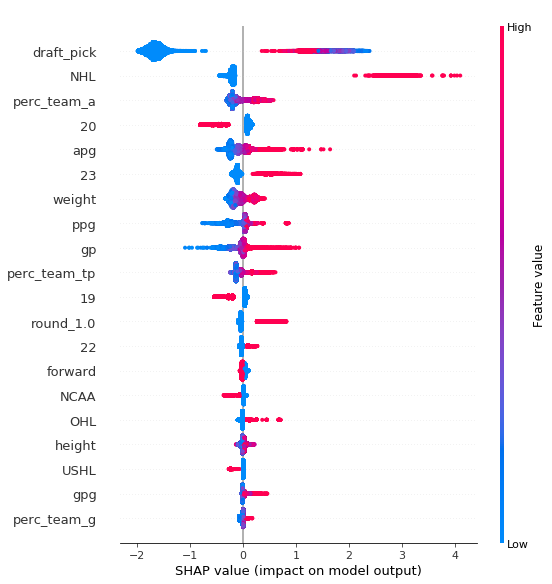 High
draft_pick
NHL
perc_team_a
20
apg
23
weight
ppg
gp
perc_team_tp
19
round_1.0
22
forward
NCAA
OHL
height
USHL
gpg
perc_team_g
Feature value
Low
−2 −1 0 1 2 3 4
SHAP value (impact on model output)